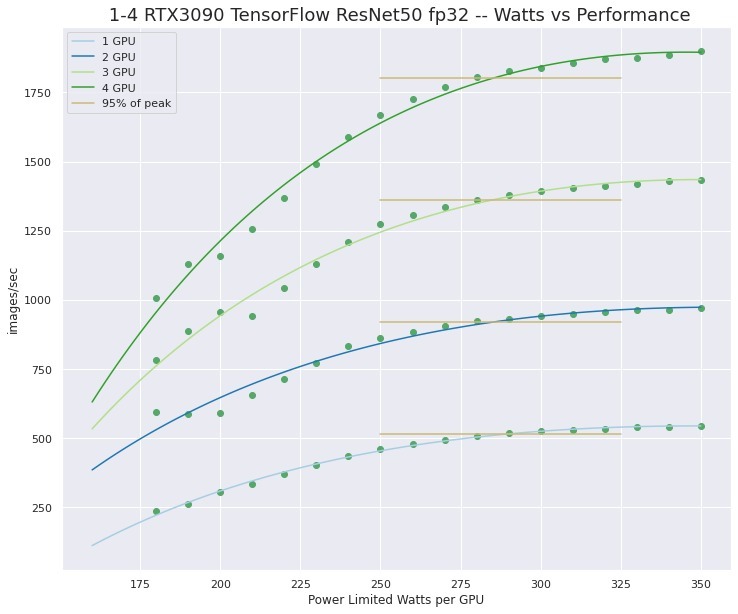 1-4 RTX3090 TensorFlow ResNet50 fp32 -- Watts vs Performance
1 GPU
2 GPU
3 GPU
4 GPU
95% of peak
images/sec
1750
1500
1250
1000
750
500
250
175
200
225
250
275
300
325
350
Power Limited Watts per GPU